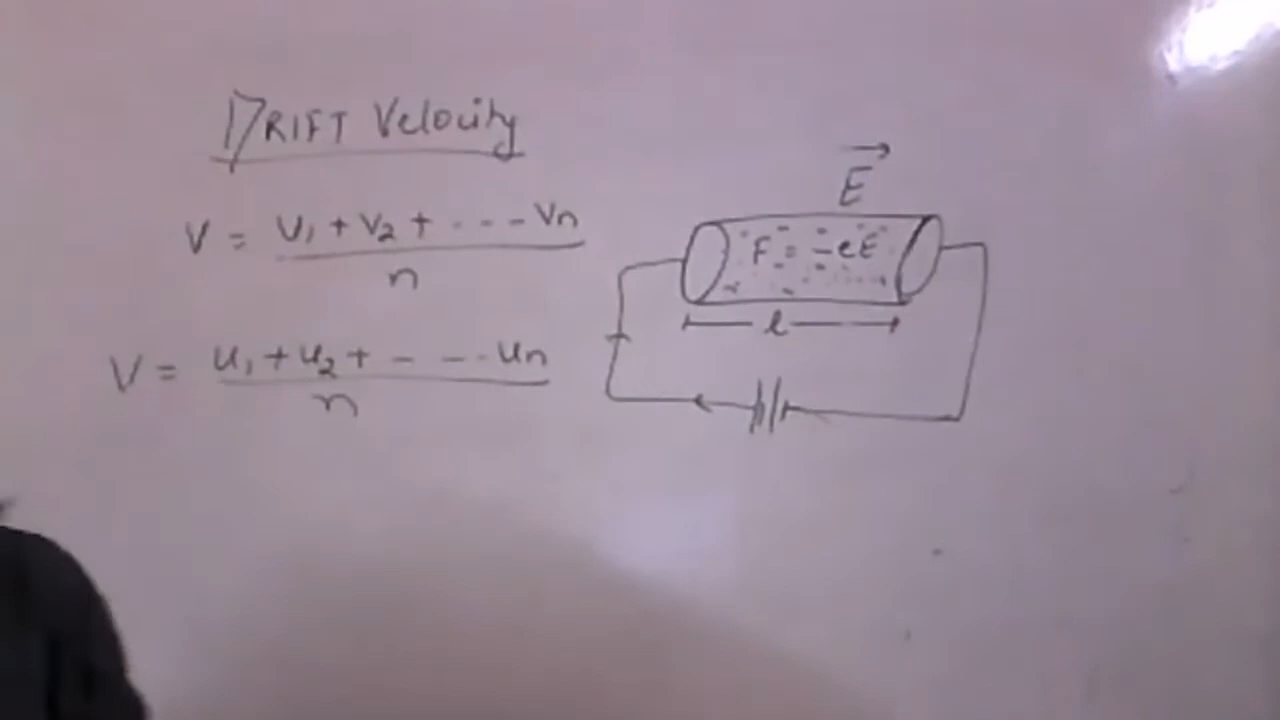 DRIFT Velocity
V = V₁ + V₂ + ---- Vn / n
V = u₁ + u₂ + - - -- un / n
E⃗
F = -eE
l